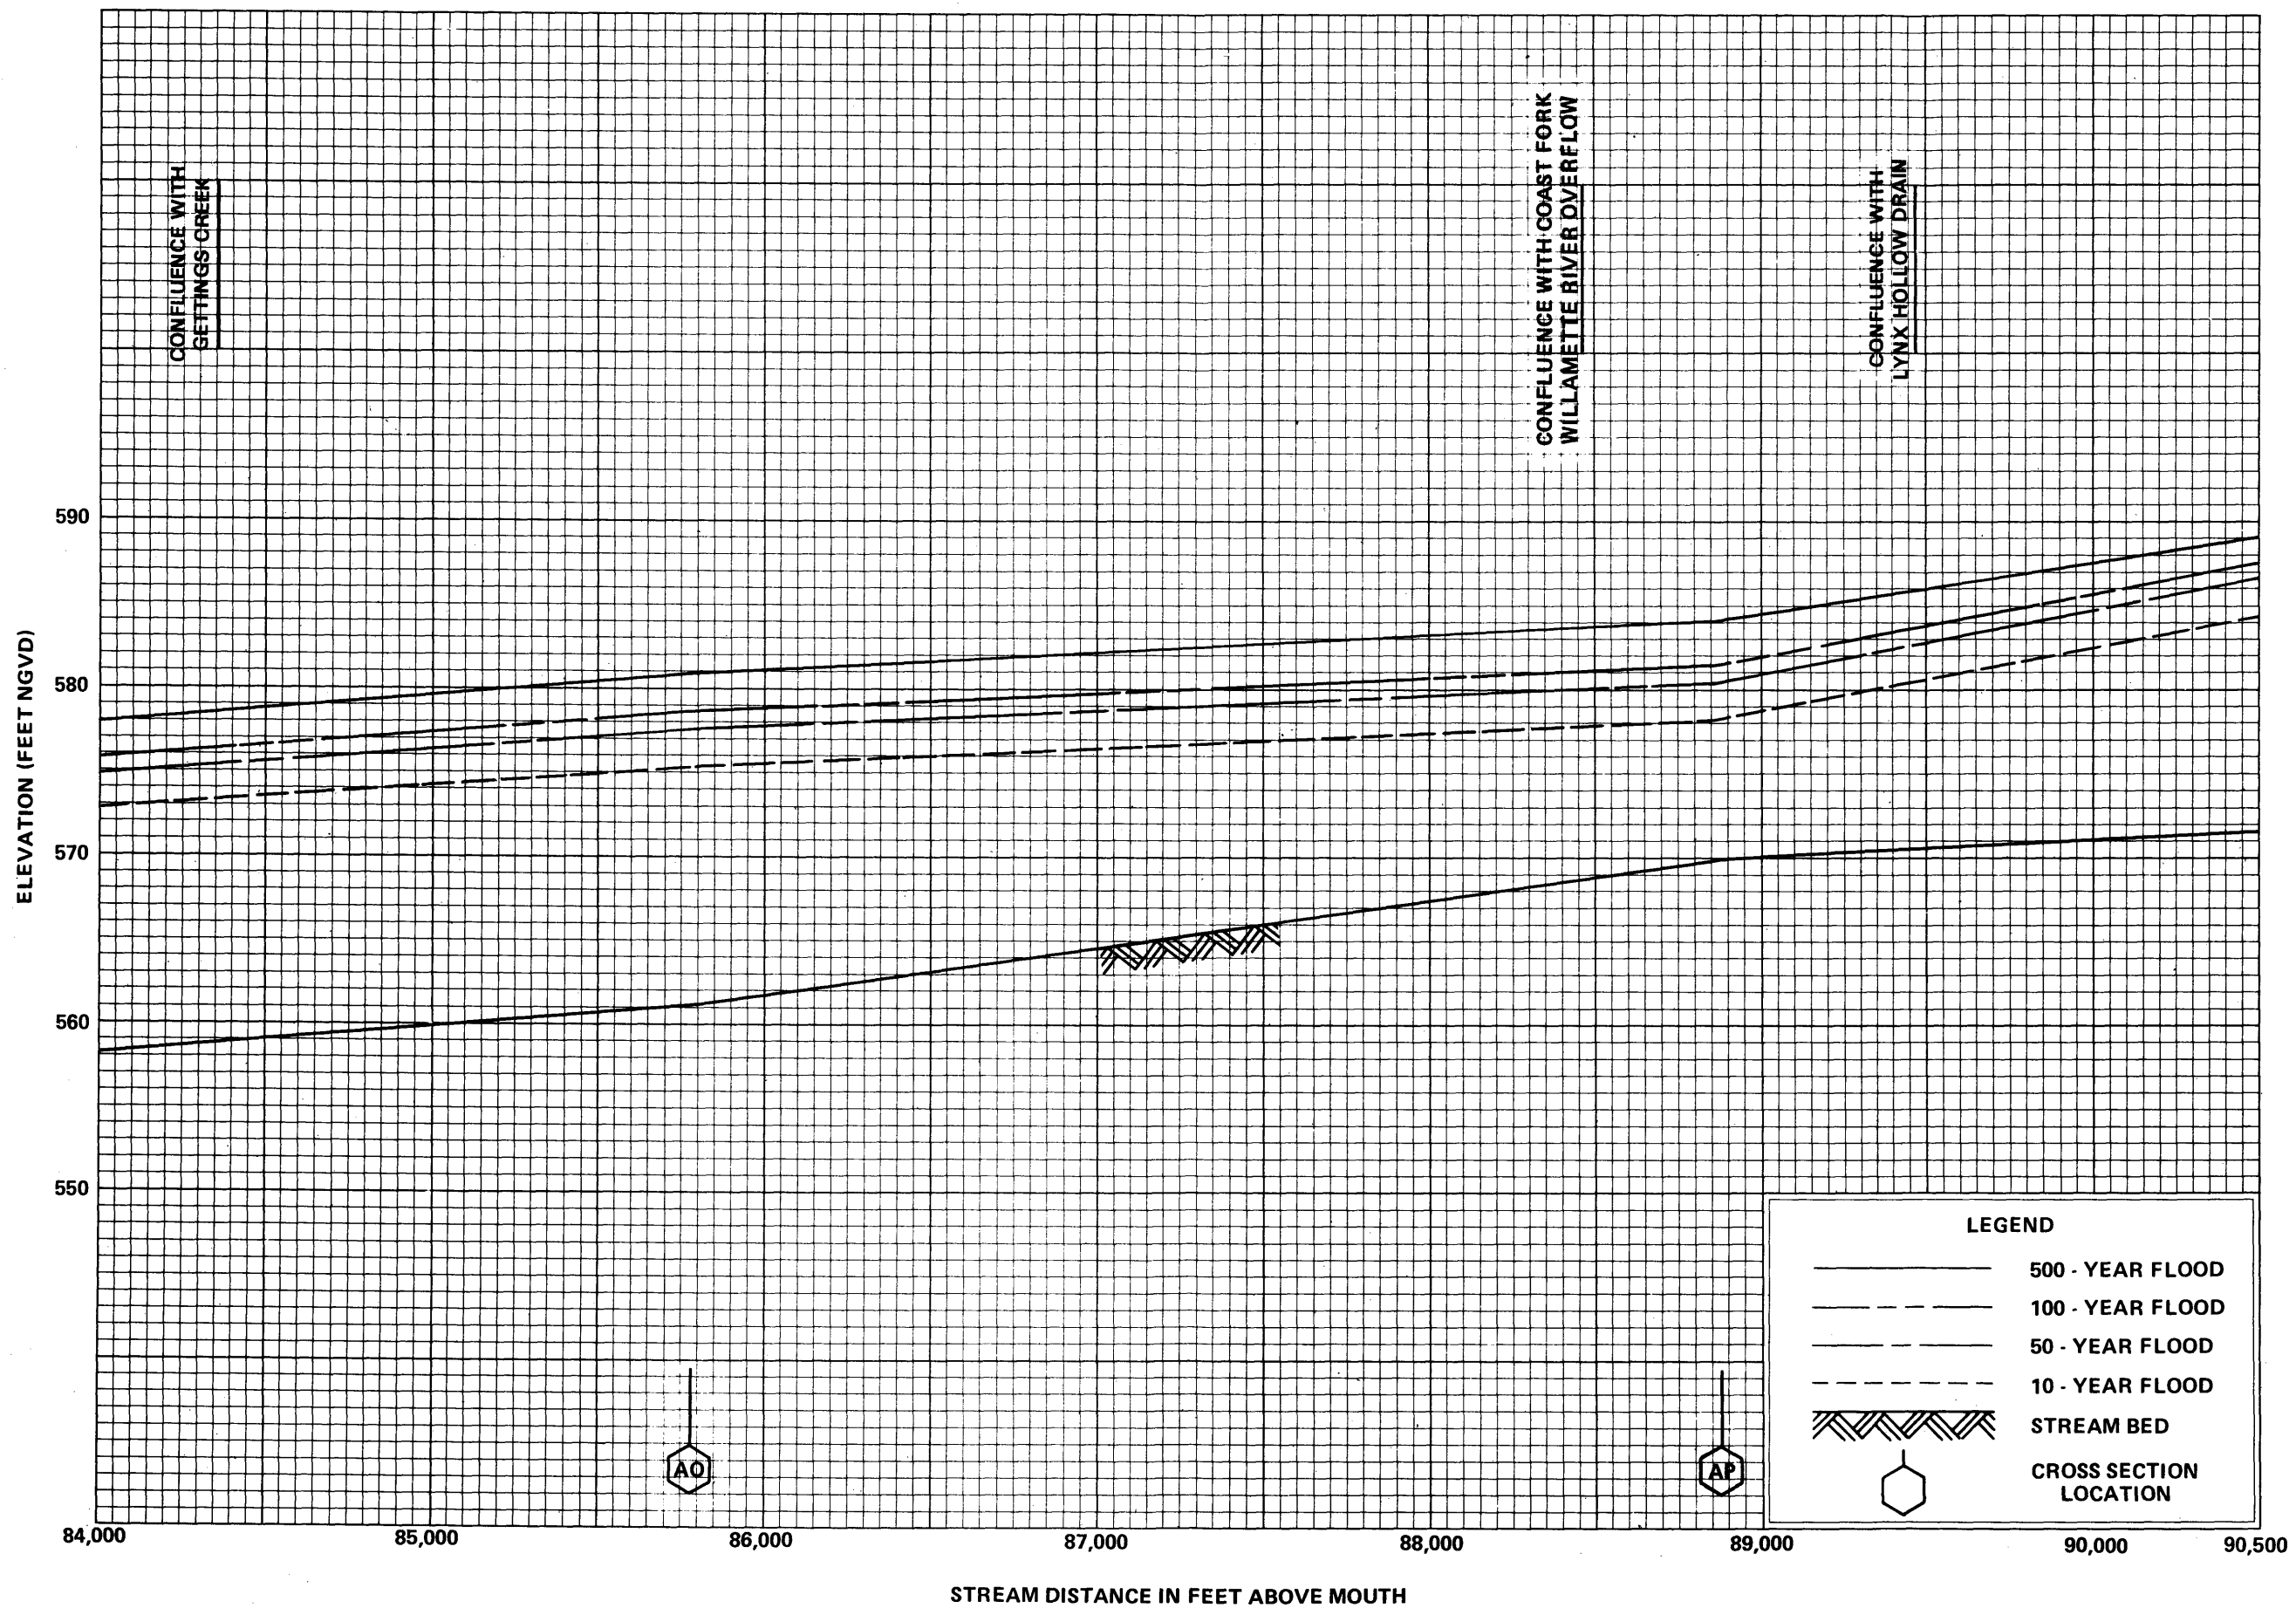 CONFLUENCE WITH
GETTINGS CREEK
CONFLUENCE WITH COAST FORK
WILLAMETTE RIVER OVERFLOW
CONFLUENCE WITH
LYNX HOLLOW DRAIN
ELEVATION (FEET NGVD)
590
580
570
560
550
AO
AP
LEGEND
500 - YEAR FLOOD
100 - YEAR FLOOD
50 - YEAR FLOOD
10 - YEAR FLOOD
STREAM BED
CROSS SECTION
LOCATION
84,000
85,000
86,000
87,000
88,000
89,000
90,000
90,500
STREAM DISTANCE IN FEET ABOVE MOUTH